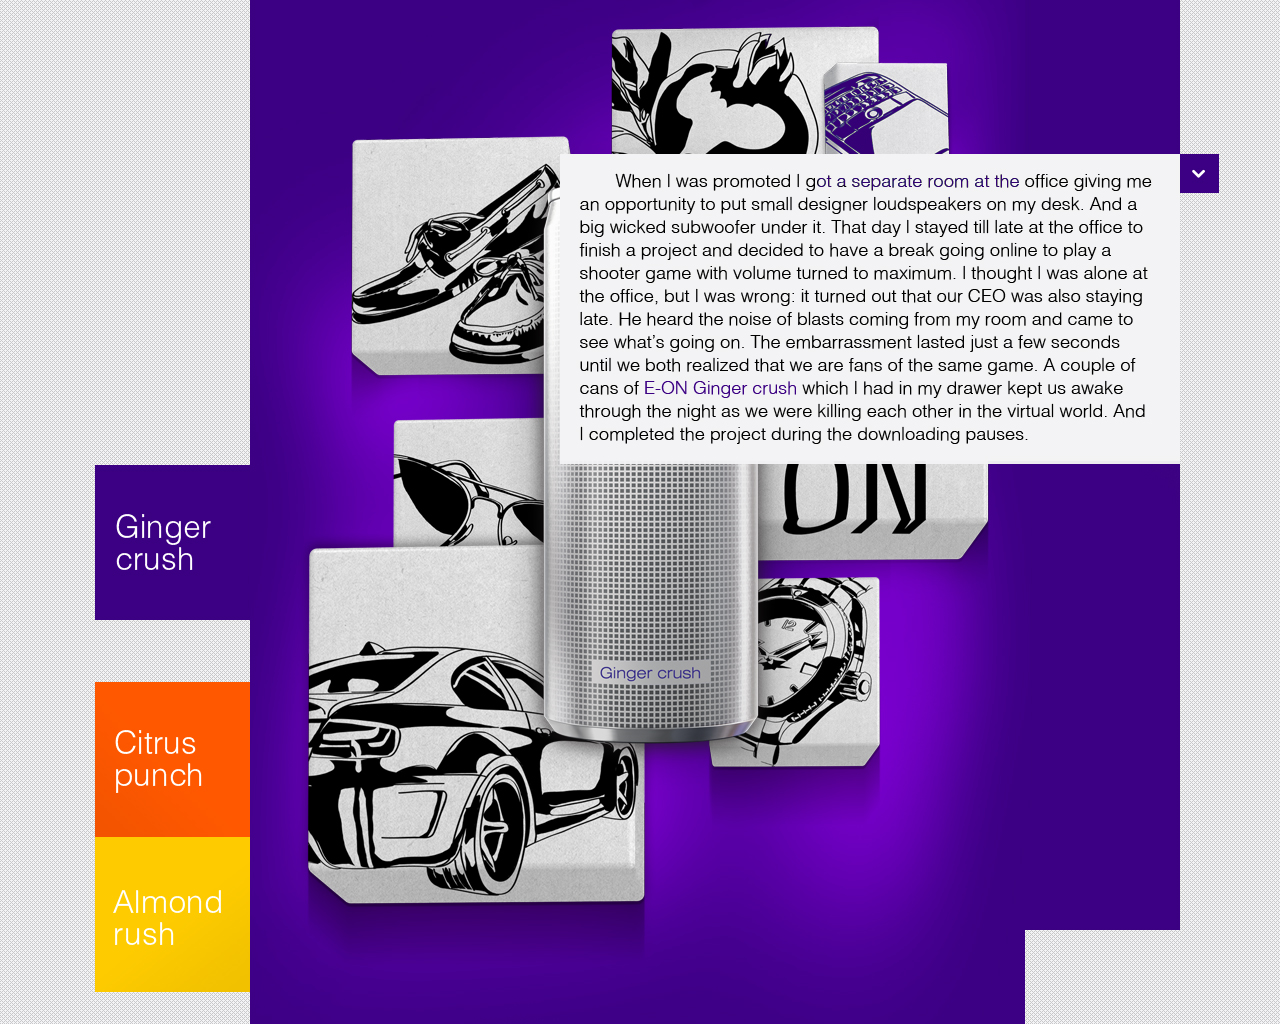 When I was promoted I got a separate room at the office giving me
an opportunity to put small designer loudspeakers on my desk. And a
big wicked subwoofer under it. That day I stayed till late at the office to
finish a project and decided to have a break going online to play a
shooter game with volume turned to maximum. I thought I was alone at
the office, but I was wrong: it turned out that our CEO was also staying
late. He heard the noise of blasts coming from my room and came to
see what's going on. The embarrassment lasted just a few seconds
until we both realized that we are fans of the same game. A couple of
cans of E-ON Ginger crush which I had in my drawer kept us awake
through the night as we were killing each other in the virtual world. And
I completed the project during the downloading pauses.
ON
Ginger
crush
12
Ginger crush
Citrus
punch
Almond
rush